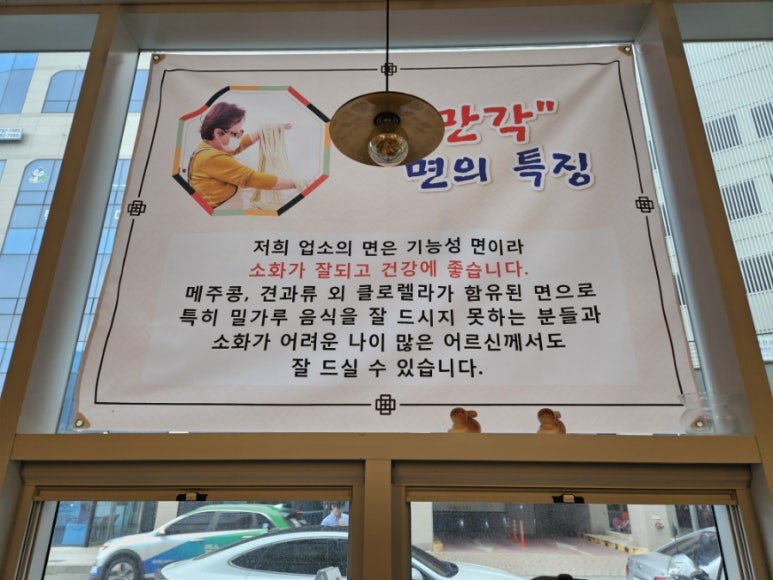 만각"
면의 특징
저희 업소의 면은 기능성 면이라
소화가 잘되고 건강에 좋습니다.
메주콩, 견과류 외 클로렐라가 함유된 면으로
특히 밀가루 음식을 잘 드시지 못하는 분들과
소화가 어려운 나이 많은 어르신께서도
잘 드실 수 있습니다.